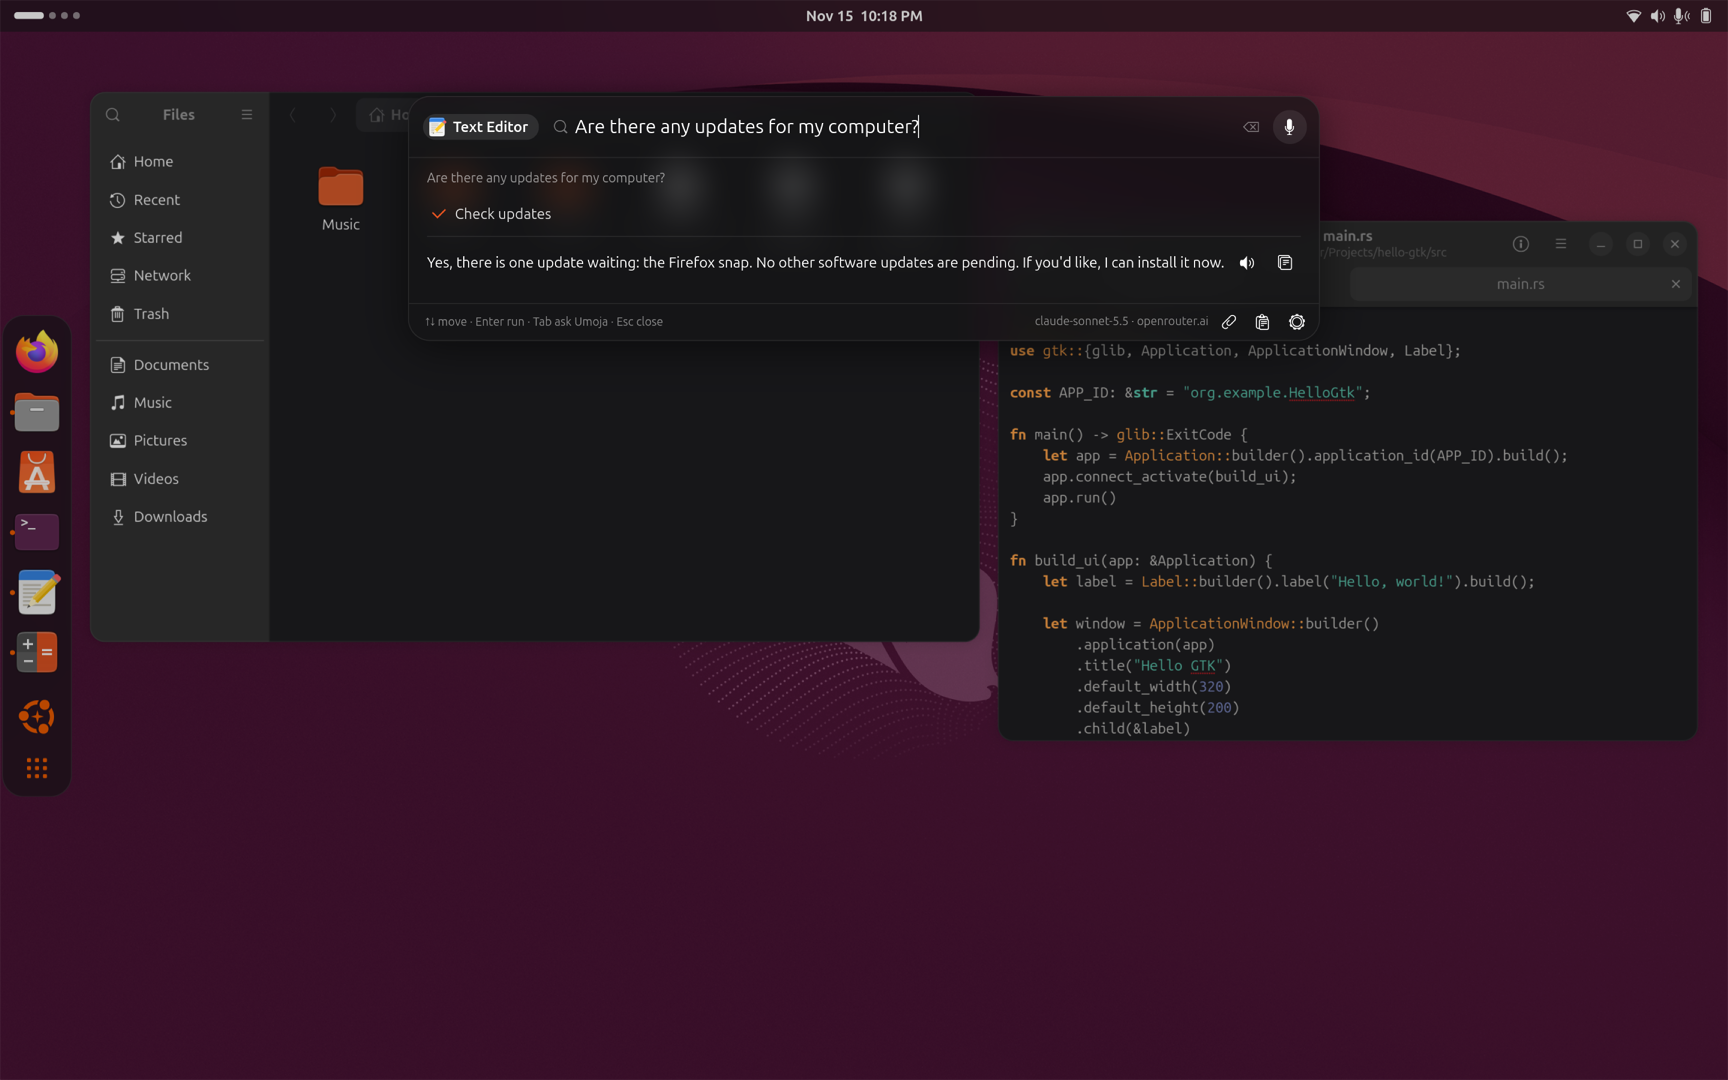 Nov 15 10:18 PM
Files
Ho
Home
Recent
Starred
Network
Trash
Documents
Music
Pictures
Videos
Downloads
Music
Text Editor
Are there any updates for my computer?
Are there any updates for my computer?
Check updates
Yes, there is one update waiting: the Firefox snap. No other software updates are pending. If you'd like, I can install it now.
↑↓ move · Enter run · Tab ask Umoja · Esc close
claude-sonnet-5.5 · openrouter.ai
main.rs
r/Projects/hello-gtk/src
main.rs
use gtk::{glib, Application, ApplicationWindow, Label};
const APP_ID: &str = "org.example.HelloGtk";
fn main() -> glib::ExitCode {
    let app = Application::builder().application_id(APP_ID).build();
    app.connect_activate(build_ui);
    app.run()
}
fn build_ui(app: &Application) {
    let label = Label::builder().label("Hello, world!").build();
    let window = ApplicationWindow::builder()
        .application(app)
        .title("Hello GTK")
        .default_width(320)
        .default_height(200)
        .child(&label)